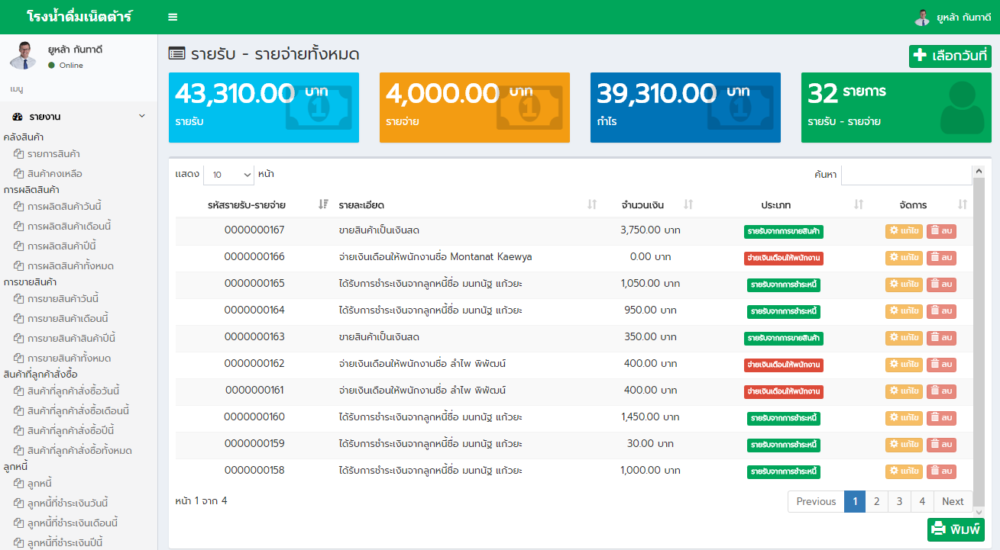 โรงน้ำดื่มเน็ตต้าร์
ยูหล้า กันทาดี
ยูหล้า กันทาดี
Online
เมนู
รายงาน
คลังสินค้า
รายการสินค้า
สินค้าคงเหลือ
การผลิตสินค้า
การผลิตสินค้าวันนี้
การผลิตสินค้าเดือนนี้
การผลิตสินค้าปีนี้
การผลิตสินค้าทั้งหมด
การขายสินค้า
การขายสินค้าวันนี้
การขายสินค้าเดือนนี้
การขายสินค้าสินค้าปีนี้
การขายสินค้าทั้งหมด
สินค้าที่ลูกค้าสั่งซื้อ
สินค้าที่ลูกค้าสั่งซื้อวันนี้
สินค้าที่ลูกค้าสั่งซื้อเดือนนี้
สินค้าที่ลูกค้าสั่งซื้อปีนี้
สินค้าที่ลูกค้าสั่งซื้อทั้งหมด
ลูกหนี้
ลูกหนี้
ลูกหนี้ที่ชำระเงินวันนี้
ลูกหนี้ที่ชำระเงินเดือนนี้
ลูกหนี้ที่ชำระเงินปีนี้
รายรับ - รายจ่ายทั้งหมด
เลือกวันที่
43,310.00 บาท
รายรับ
4,000.00 บาท
รายจ่าย
39,310.00 บาท
กำไร
32 รายการ
รายรับ - รายจ่าย
แสดง 10 หน้า
ค้นหา
รหัสรายรับ-รายจ่าย รายละเอียด จำนวนเงิน ประเภท จัดการ
0000000167 ขายสินค้าเป็นเงินสด 3,750.00 บาท รายรับจากการขายสินค้า แก้ไข ลบ
0000000166 จ่ายเงินเดือนให้พนักงานชื่อ Montanat Kaewya 0.00 บาท จ่ายเงินเดือนให้พนักงาน แก้ไข ลบ
0000000165 ได้รับการชำระเงินจากลูกหนี้ชื่อ มนทนัฐ แก้วยะ 1,050.00 บาท รายรับจากการชำระหนี้ แก้ไข ลบ
0000000164 ได้รับการชำระเงินจากลูกหนี้ชื่อ มนทนัฐ แก้วยะ 950.00 บาท รายรับจากการชำระหนี้ แก้ไข ลบ
0000000163 ขายสินค้าเป็นเงินสด 350.00 บาท รายรับจากการขายสินค้า แก้ไข ลบ
0000000162 จ่ายเงินเดือนให้พนักงานชื่อ ลำไพ พิพัฒน์ 400.00 บาท จ่ายเงินเดือนให้พนักงาน แก้ไข ลบ
0000000161 จ่ายเงินเดือนให้พนักงานชื่อ ลำไพ พิพัฒน์ 400.00 บาท จ่ายเงินเดือนให้พนักงาน แก้ไข ลบ
0000000160 ได้รับการชำระเงินจากลูกหนี้ชื่อ มนทนัฐ แก้วยะ 1,450.00 บาท รายรับจากการชำระหนี้ แก้ไข ลบ
0000000159 ได้รับการชำระเงินจากลูกหนี้ชื่อ มนทนัฐ แก้วยะ 30.00 บาท รายรับจากการชำระหนี้ แก้ไข ลบ
0000000158 ได้รับการชำระเงินจากลูกหนี้ชื่อ มนทนัฐ แก้วยะ 1,000.00 บาท รายรับจากการชำระหนี้ แก้ไข ลบ
หน้า 1 จาก 4
Previous 1 2 3 4 Next
พิมพ์